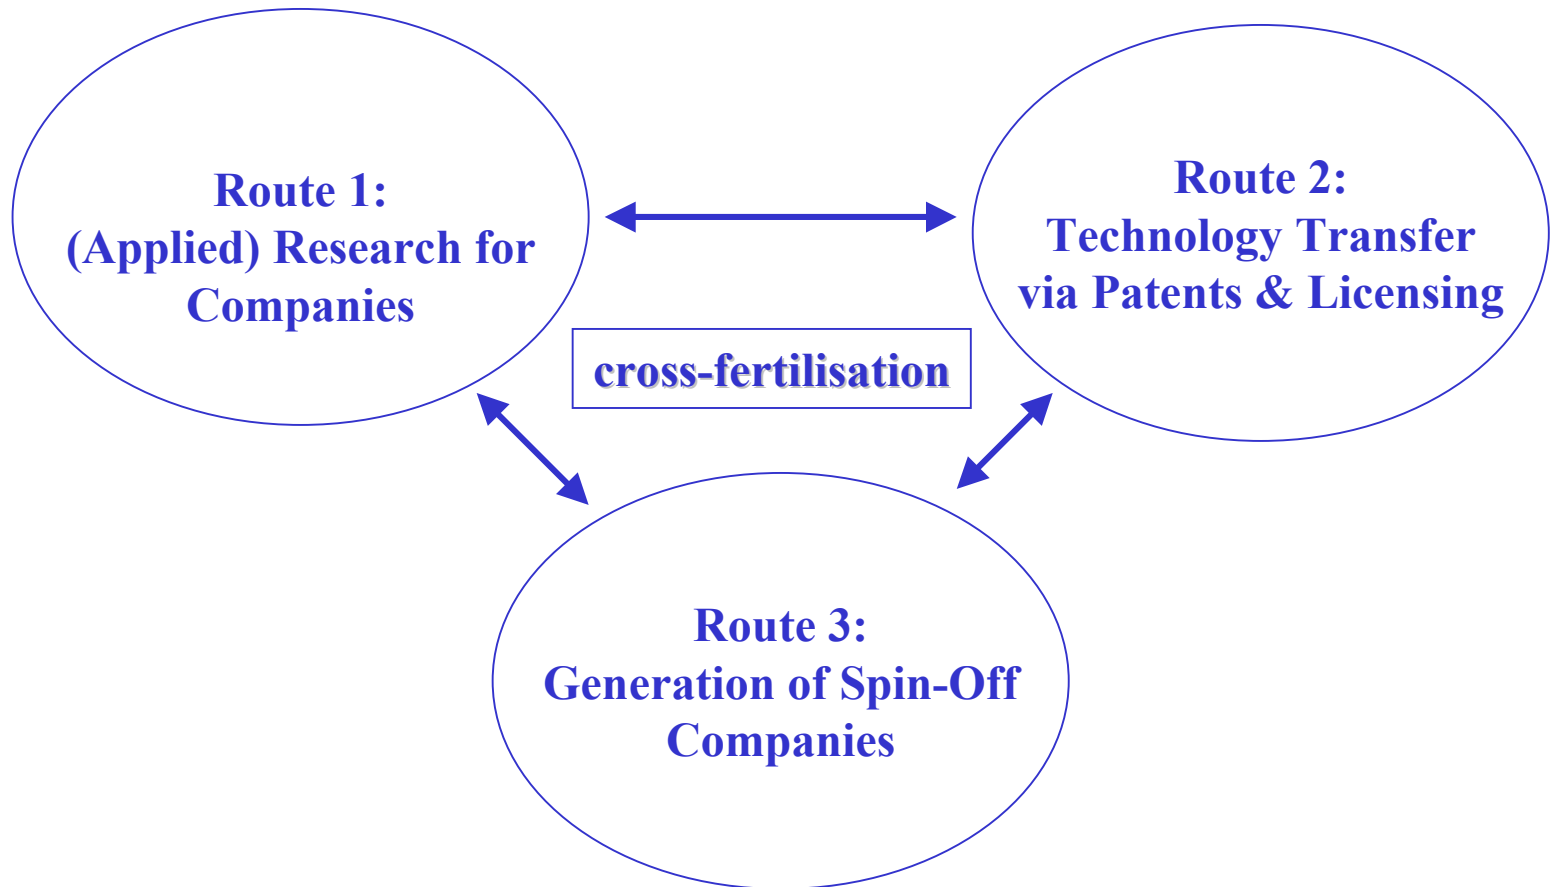 Route 1:
(Applied) Research for
Companies
Route 2:
Technology Transfer
via Patents & Licensing
cross-fertilisation
Route 3:
Generation of Spin-Off
Companies